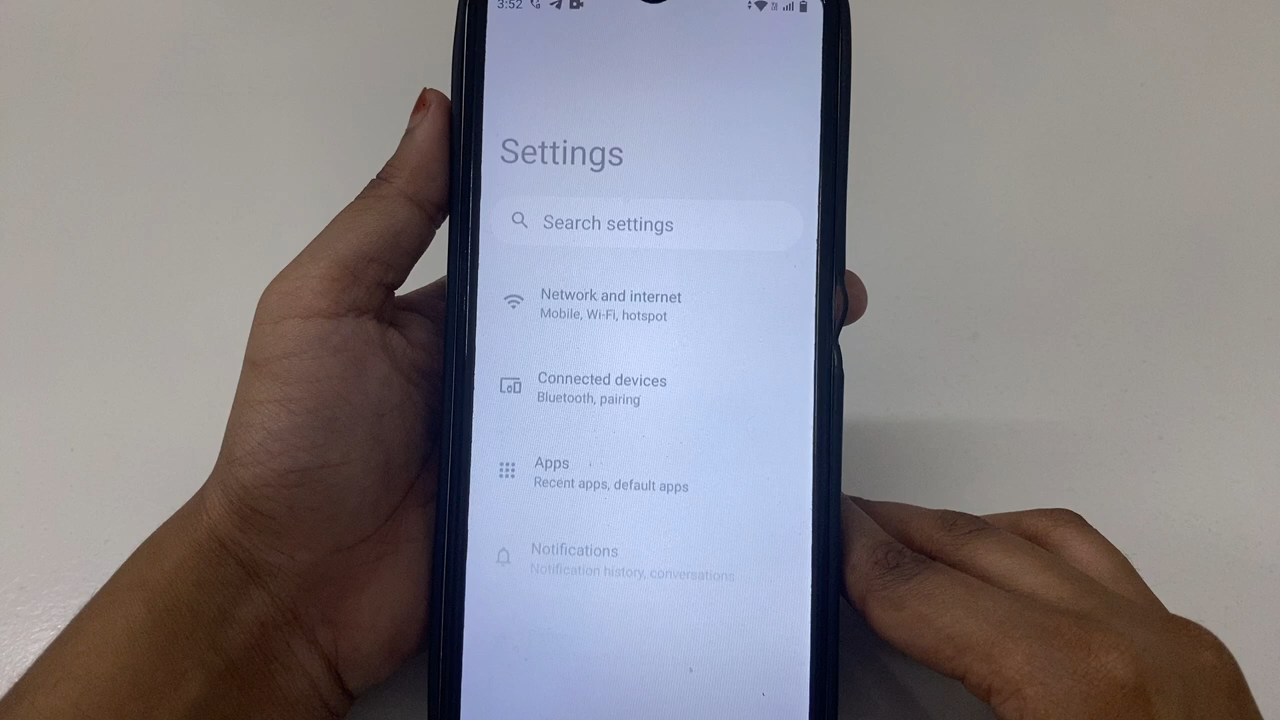 3:52
Settings
Search settings
Network and internet
Mobile, Wi-Fi, hotspot
Connected devices
Bluetooth, pairing
Apps
Recent apps, default apps
Notifications
Notification history, conversations